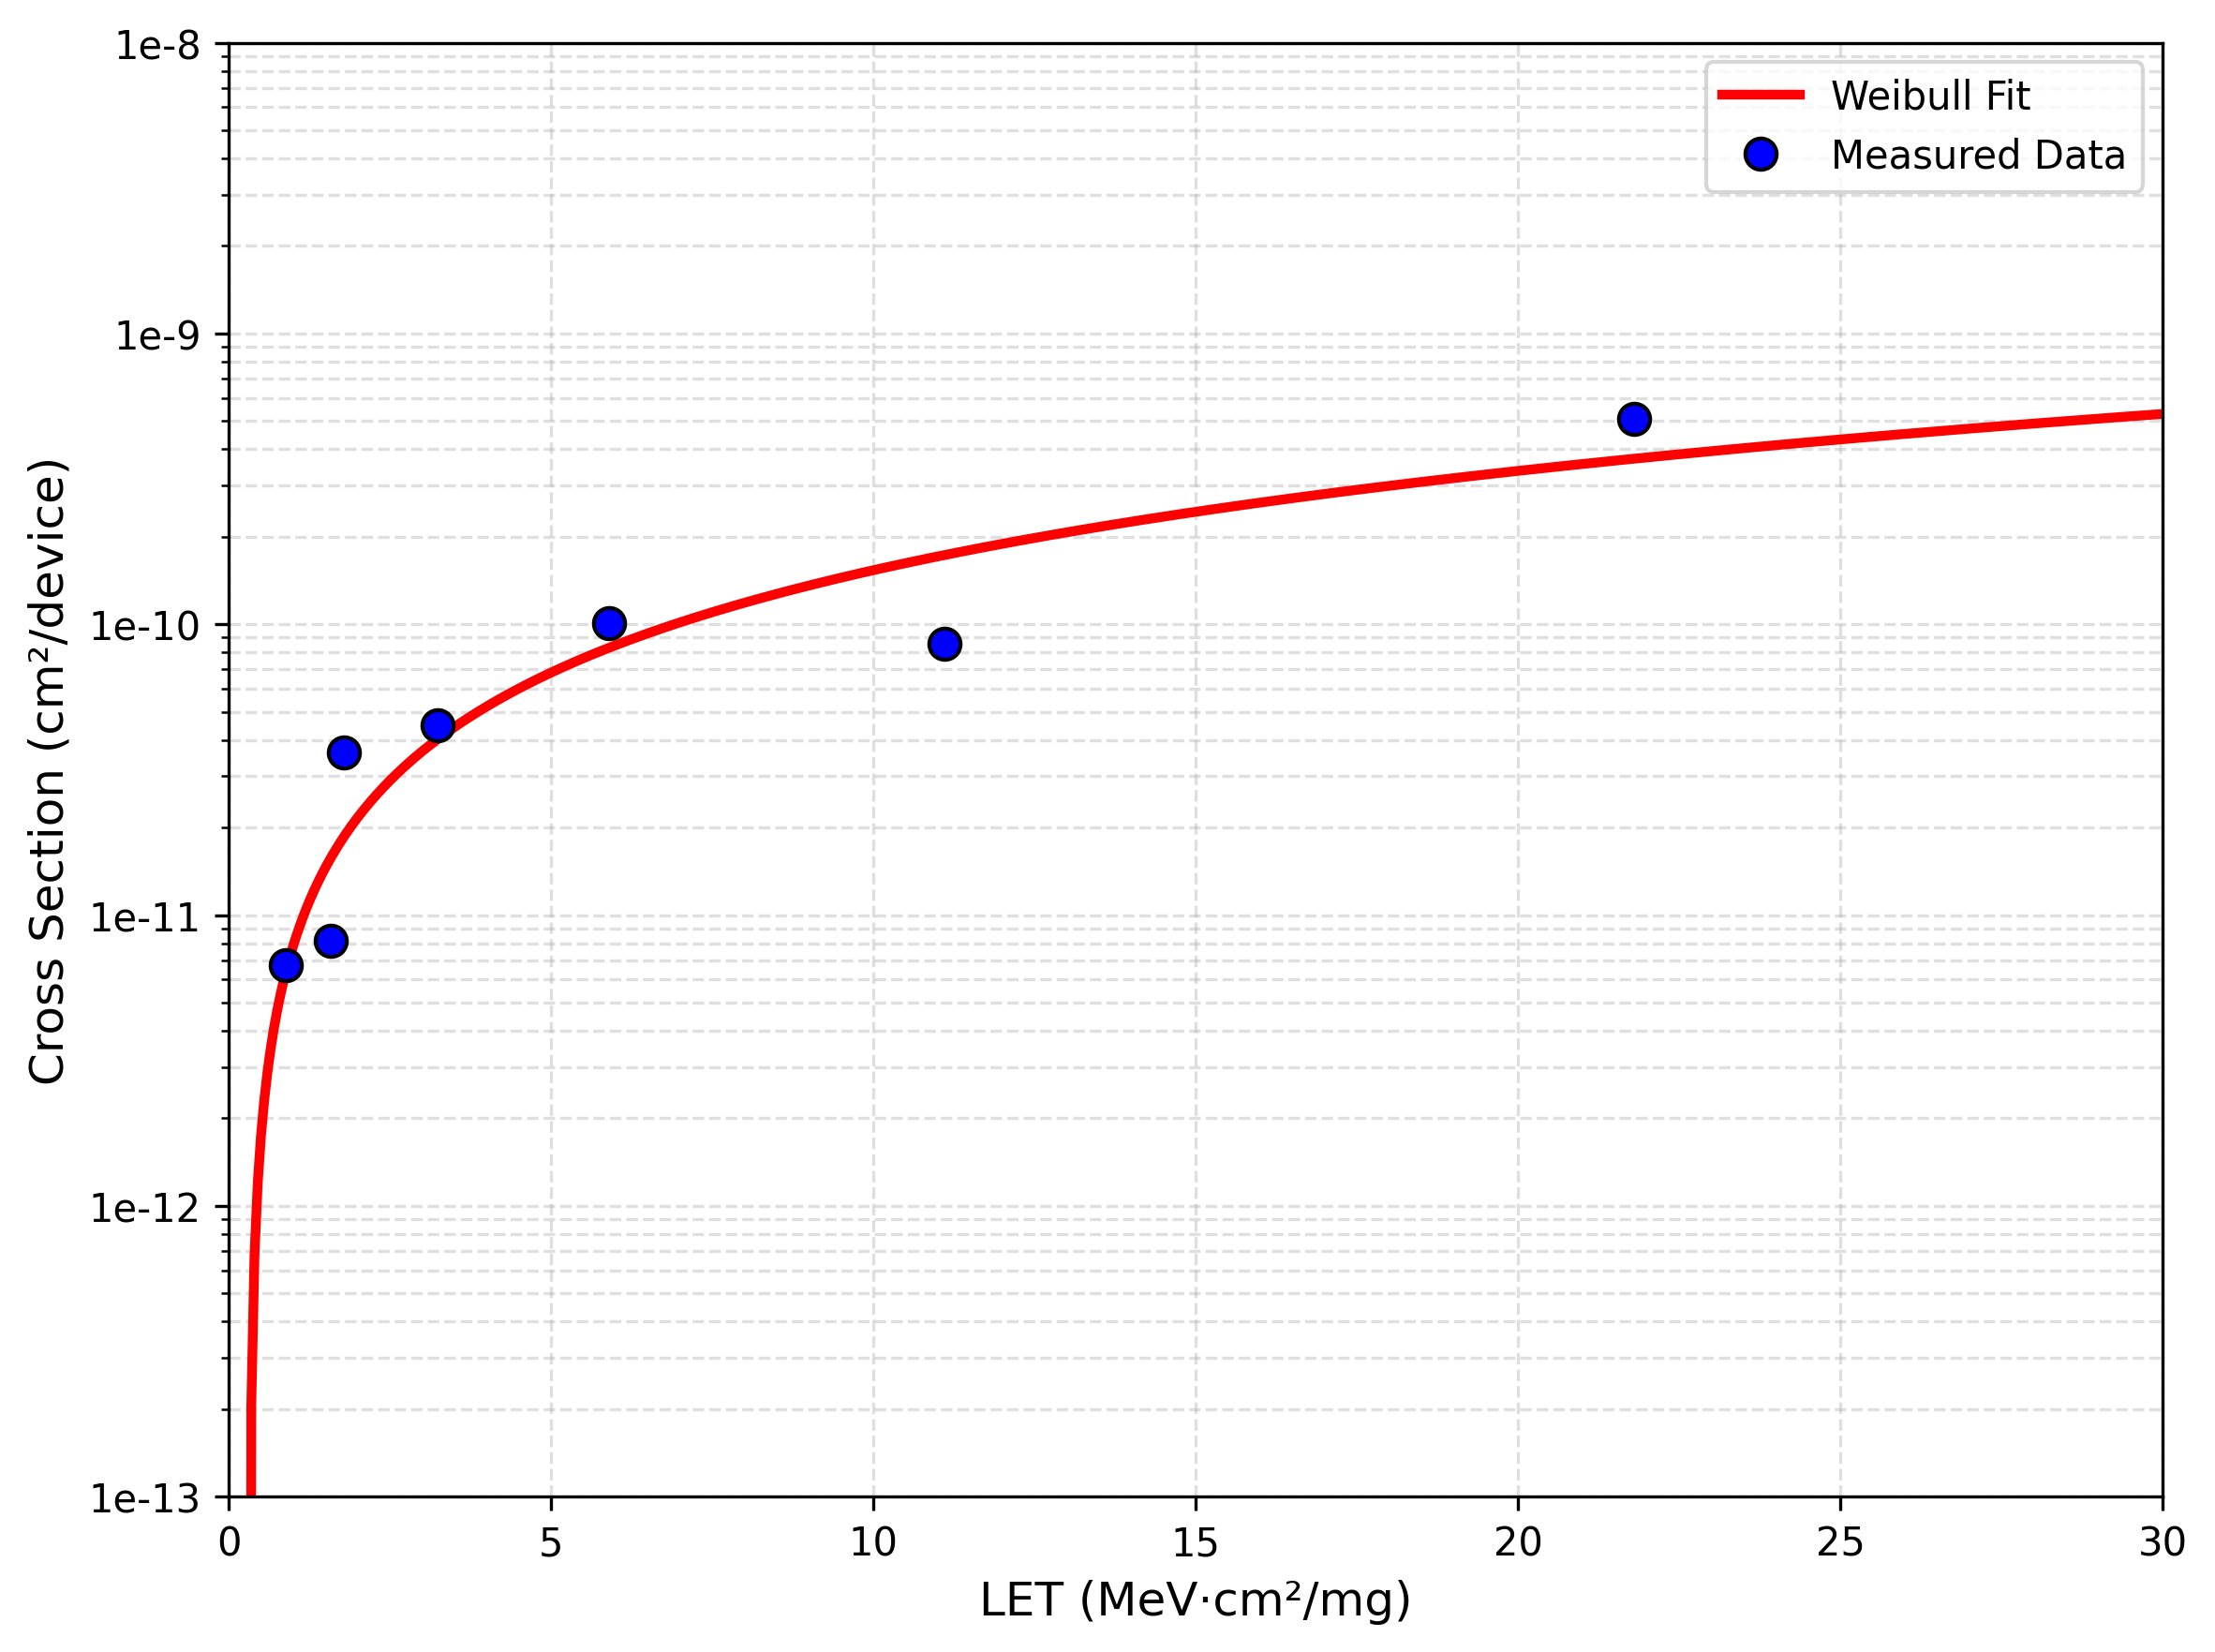 1e-8
1e-9
1e-10
1e-11
1e-12
1e-13
Cross Section (cm²/device)
Weibull Fit
Measured Data
0 5 10 15 20 25 30
LET (MeV·cm²/mg)